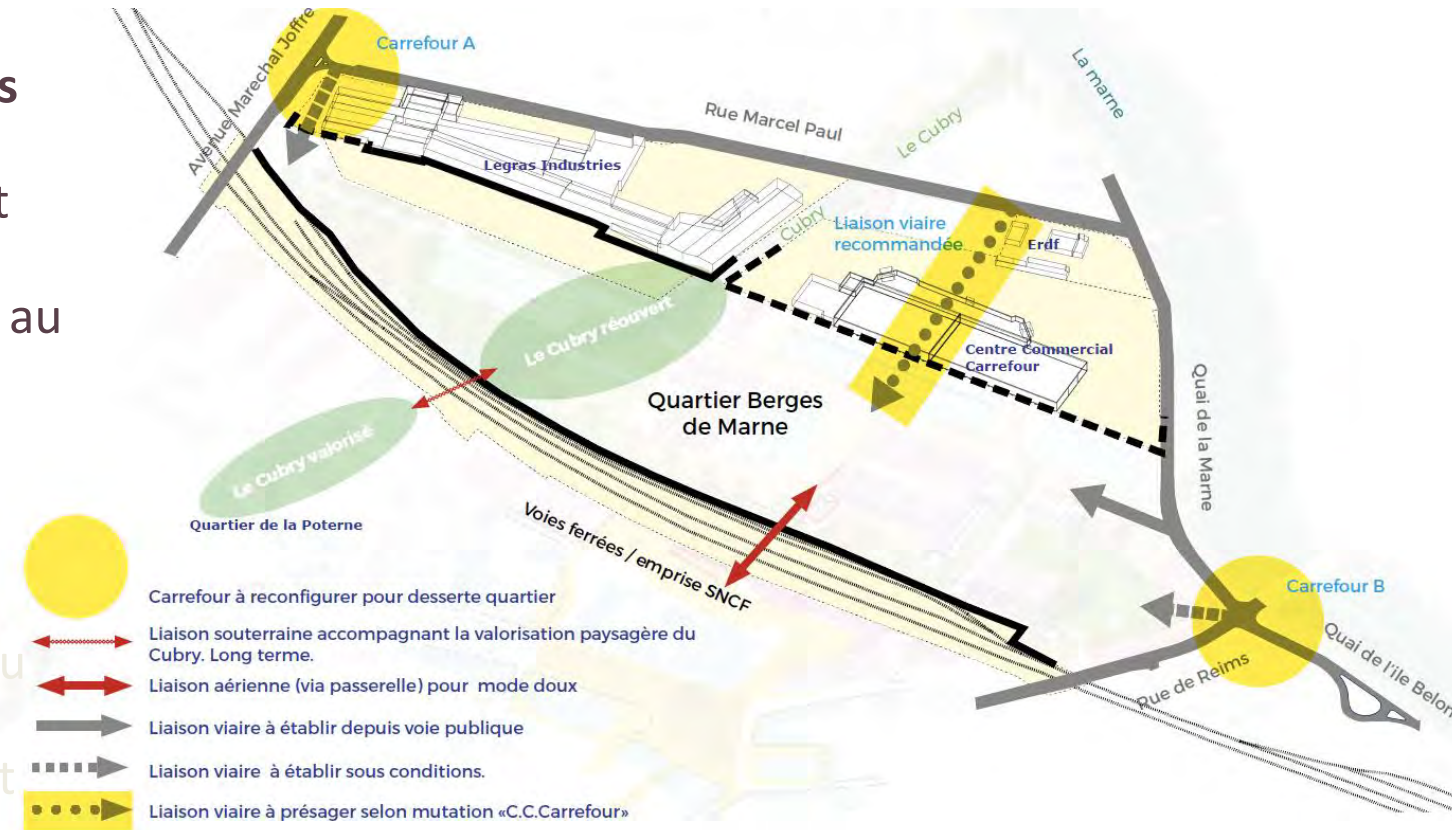 s
t
au
u
t
Avenue Marechal Joffre
Carrefour A
La marne
Rue Marcel Paul
Le Cubry
Legras Industries
Cubry
Liaison viaire
recommandée
Erdf
Le Cubry réouvert
Centre Commercial
Carrefour
Quartier Berges
de Marne
Quai de la Marne
Le Cubry valorisé
Quartier de la Poterne
Voies ferrées / emprise SNCF
Carrefour B
Rue de Reims
Quai de l'ile Belon
Carrefour à reconfigurer pour desserte quartier
Liaison souterraine accompagnant la valorisation paysagère du
Cubry. Long terme.
Liaison aérienne (via passerelle) pour mode doux
Liaison viaire à établir depuis voie publique
Liaison viaire à établir sous conditions.
Liaison viaire à présager selon mutation «C.C.Carrefour»